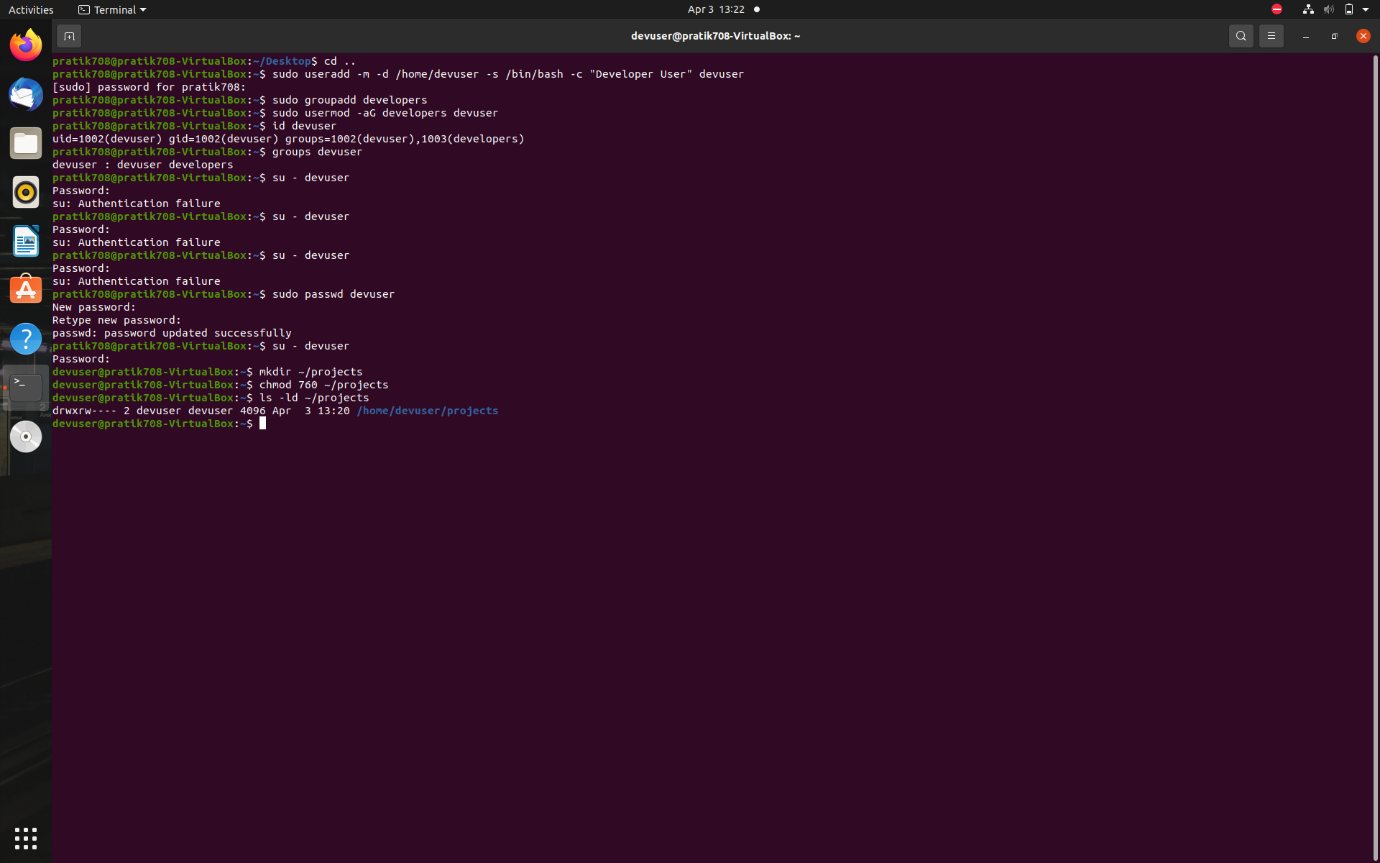 Activities
Terminal
Apr 3 13:22
devuser@pratik708-VirtualBox: ~
pratik708@pratik708-VirtualBox:~/Desktop$ cd ..
pratik708@pratik708-VirtualBox:~$ sudo useradd -m -d /home/devuser -s /bin/bash -c "Developer User" devuser
[sudo] password for pratik708:
pratik708@pratik708-VirtualBox:~$ sudo groupadd developers
pratik708@pratik708-VirtualBox:~$ sudo usermod -aG developers devuser
pratik708@pratik708-VirtualBox:~$ id devuser
uid=1002(devuser) gid=1002(devuser) groups=1002(devuser),1003(developers)
pratik708@pratik708-VirtualBox:~$ groups devuser
devuser : devuser developers
pratik708@pratik708-VirtualBox:~$ su - devuser
Password:
su: Authentication failure
pratik708@pratik708-VirtualBox:~$ su - devuser
Password:
su: Authentication failure
pratik708@pratik708-VirtualBox:~$ su - devuser
Password:
su: Authentication failure
pratik708@pratik708-VirtualBox:~$ sudo passwd devuser
New password:
Retype new password:
passwd: password updated successfully
pratik708@pratik708-VirtualBox:~$ su - devuser
Password:
devuser@pratik708-VirtualBox:~$ mkdir ~/projects
devuser@pratik708-VirtualBox:~$ chmod 760 ~/projects
devuser@pratik708-VirtualBox:~$ ls -ld ~/projects
drwxrw---- 2 devuser devuser 4096 Apr  3 13:20 /home/devuser/projects
devuser@pratik708-VirtualBox:~$